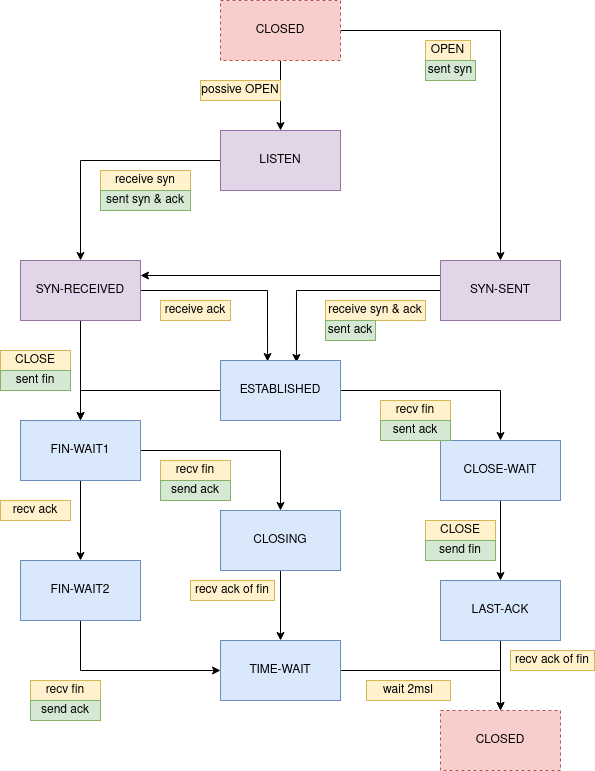 CLOSED
OPEN
sent syn
possive OPEN
LISTEN
receive syn
sent syn & ack
SYN-RECEIVED
SYN-SENT
receive ack
receive syn & ack
sent ack
CLOSE
sent fin
ESTABLISHED
recv fin
sent ack
FIN-WAIT1
recv fin
send ack
CLOSE-WAIT
recv ack
CLOSING
CLOSE
send fin
FIN-WAIT2
recv ack of fin
LAST-ACK
TIME-WAIT
recv ack of fin
recv fin
send ack
wait 2msl
CLOSED